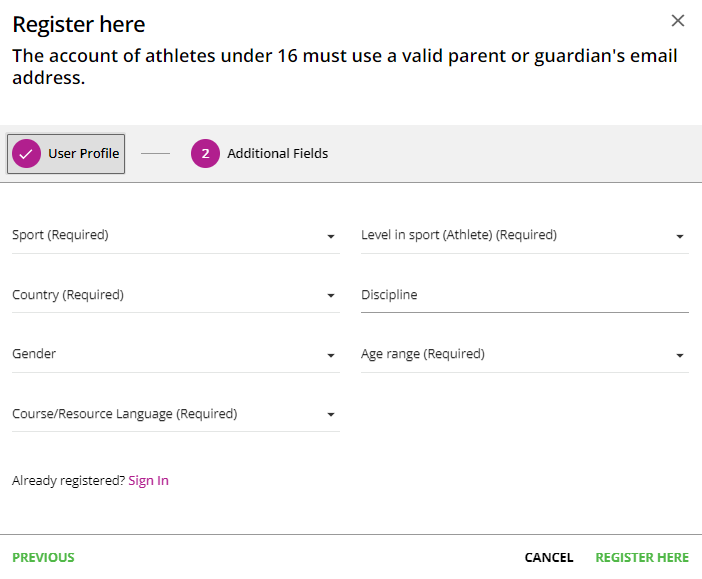 Register here
The account of athletes under 16 must use a valid parent or guardian's email
address.
User Profile
2 Additional Fields
Sport (Required)
Level in sport (Athlete) (Required)
Country (Required)
Discipline
Gender
Age range (Required)
Course/Resource Language (Required)
Already registered? Sign In
PREVIOUS
CANCEL
REGISTER HERE